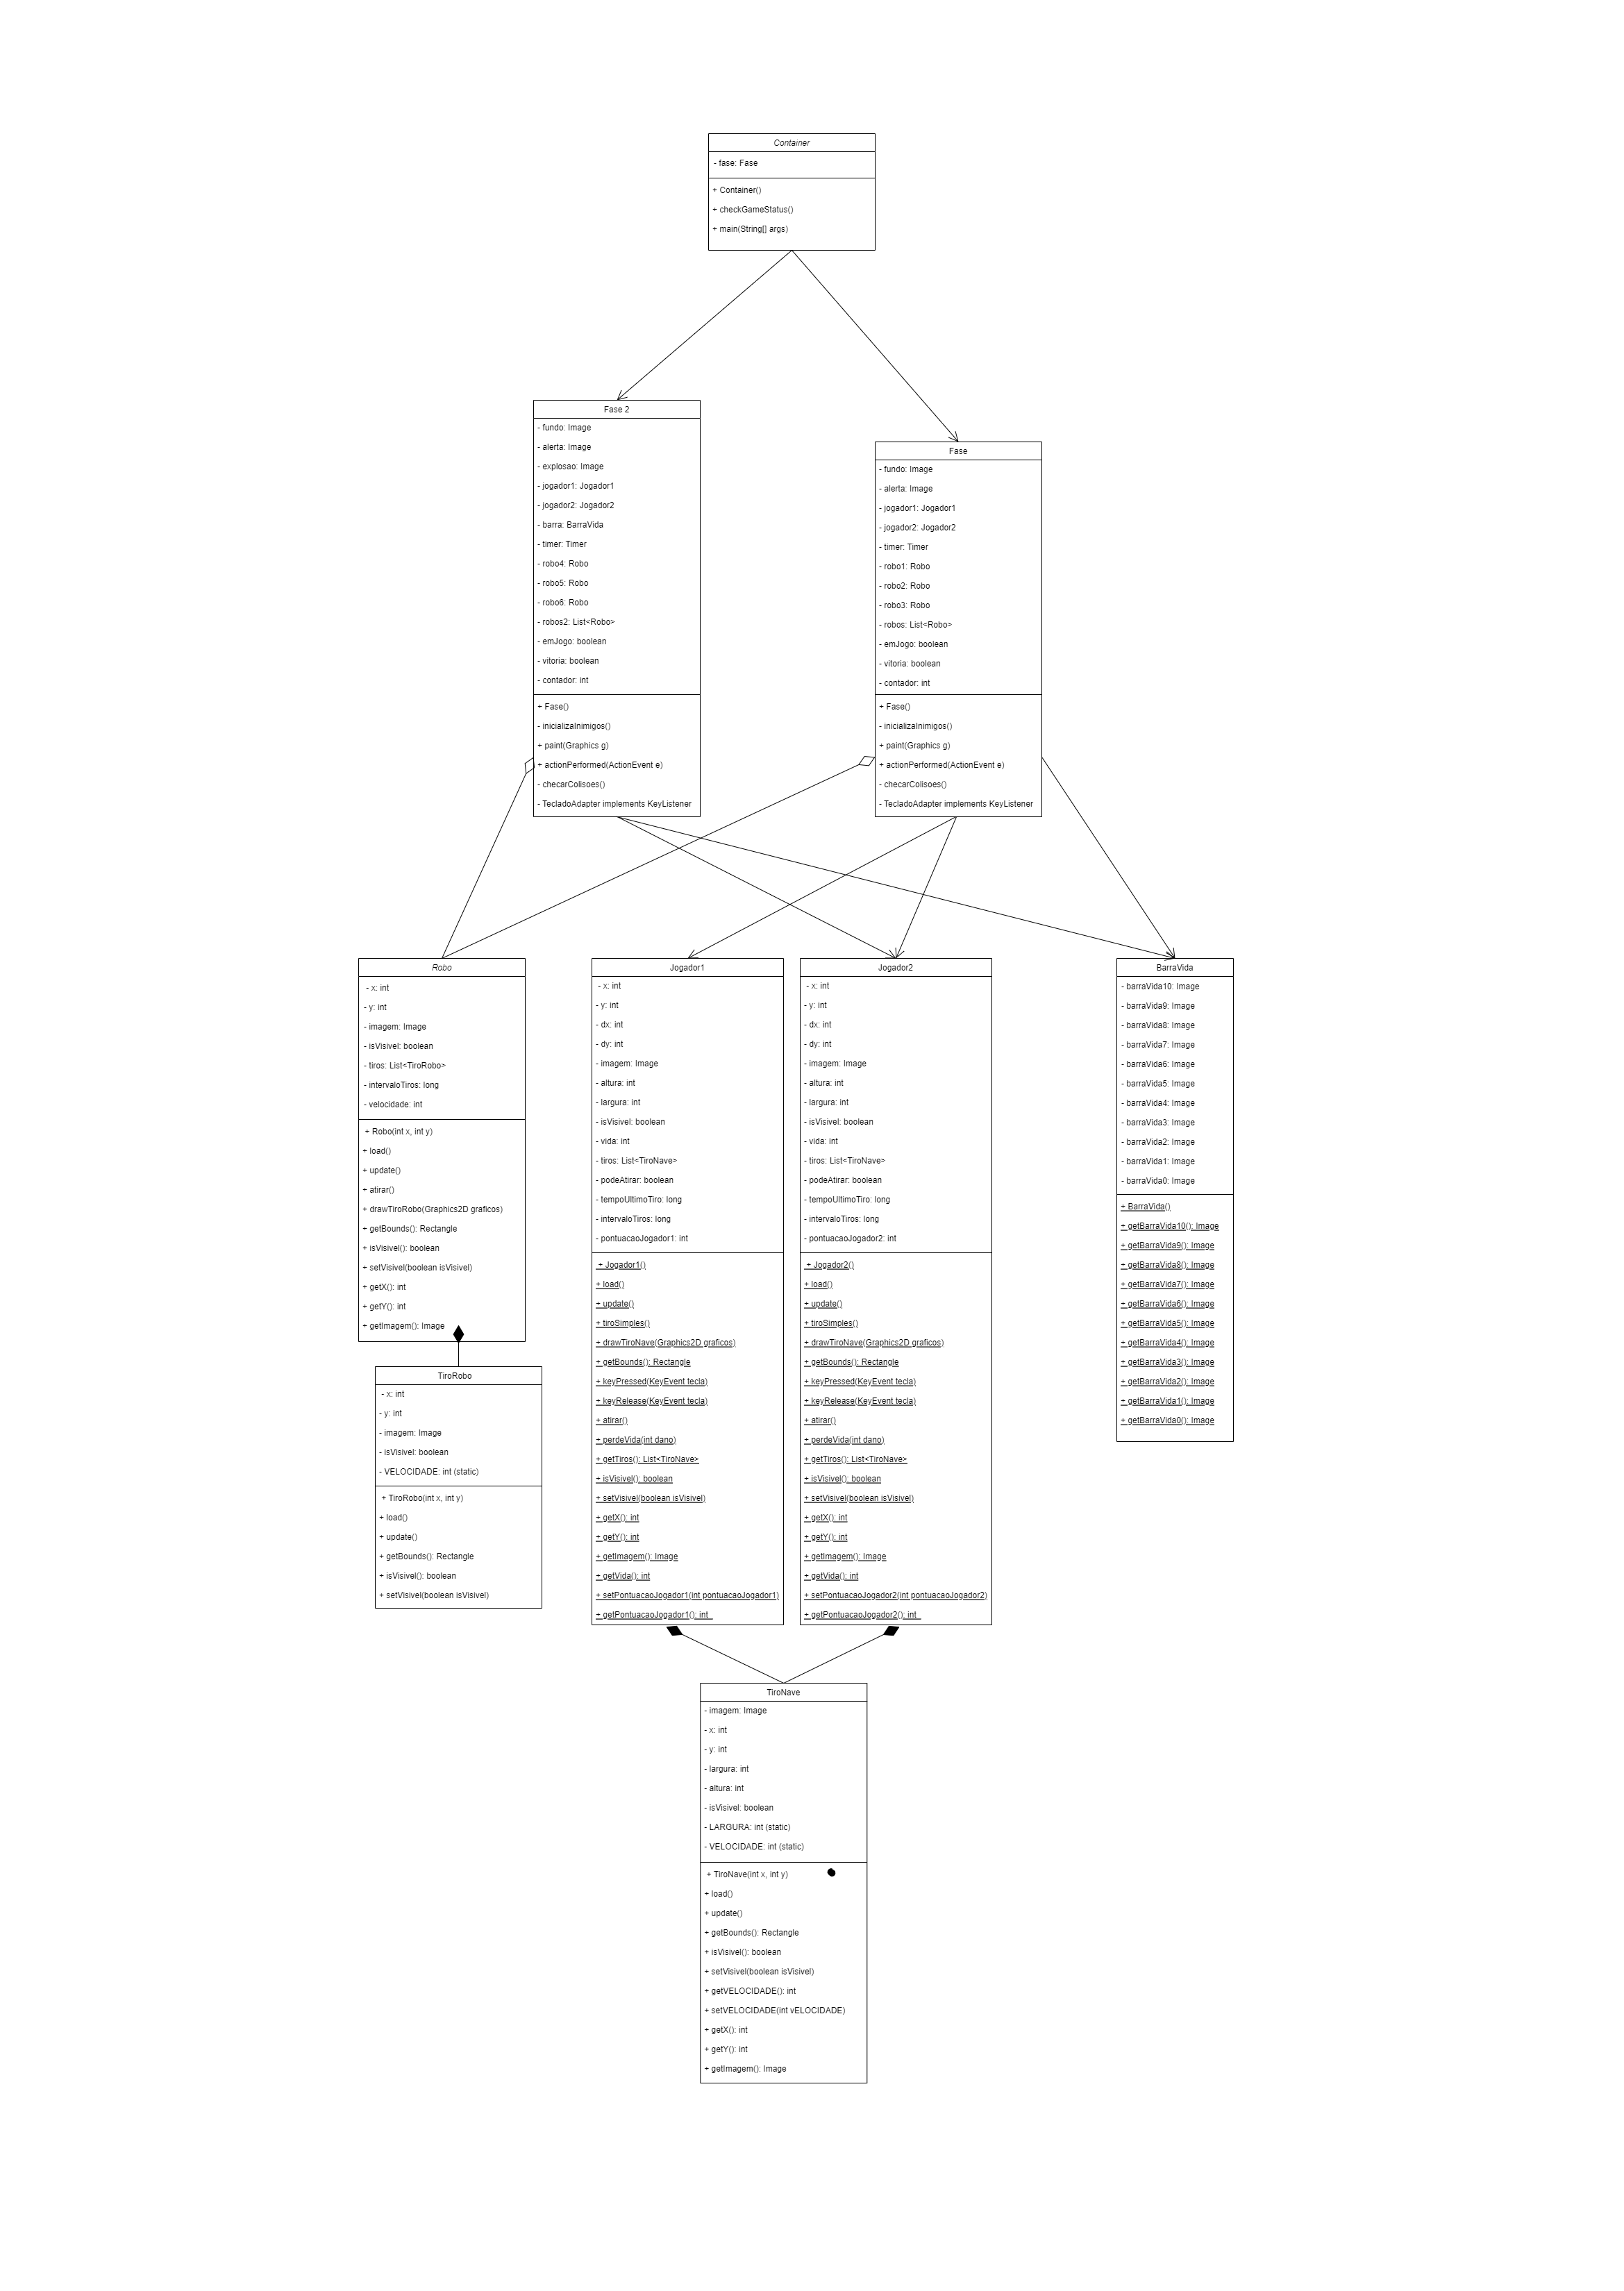 Container
- fase: Fase
+ Container()
+ checkGameStatus()
+ main(String[] args)
Fase 2
- fundo: Image
- alerta: Image
- explosao: Image
- jogador1: Jogador1
- jogador2: Jogador2
- barra: BarraVida
- timer: Timer
- robo4: Robo
- robo5: Robo
- robo6: Robo
- robos2: List<Robo>
- emJogo: boolean
- vitoria: boolean
- contador: int
+ Fase()
- inicializaInimigos()
+ paint(Graphics g)
+ actionPerformed(ActionEvent e)
- checarColisoes()
- TecladoAdapter implements KeyListener
Fase
- fundo: Image
- alerta: Image
- jogador1: Jogador1
- jogador2: Jogador2
- timer: Timer
- robo1: Robo
- robo2: Robo
- robo3: Robo
- robos: List<Robo>
- emJogo: boolean
- vitoria: boolean
- contador: int
+ Fase()
- inicializaInimigos()
+ paint(Graphics g)
+ actionPerformed(ActionEvent e)
- checarColisoes()
- TecladoAdapter implements KeyListener
Robo
- x: int
- y: int
- imagem: Image
- isVisivel: boolean
- tiros: List<TiroRobo>
- intervaloTiros: long
- velocidade: int
+ Robo(int x, int y)
+ load()
+ update()
+ atirar()
+ drawTiroRobo(Graphics2D graficos)
+ getBounds(): Rectangle
+ isVisivel(): boolean
+ setVisivel(boolean isVisivel)
+ getX(): int
+ getY(): int
+ getImagem(): Image
TiroRobo
- x: int
- y: int
- imagem: Image
- isVisivel: boolean
- VELOCIDADE: int (static)
+ TiroRobo(int x, int y)
+ load()
+ update()
+ getBounds(): Rectangle
+ isVisivel(): boolean
+ setVisivel(boolean isVisivel)
Jogador1
- x: int
- y: int
- dx: int
- dy: int
- imagem: Image
- altura: int
- largura: int
- isVisivel: boolean
- vida: int
- tiros: List<TiroNave>
- podeAtirar: boolean
- tempoUltimoTiro: long
- intervaloTiros: long
- pontuacaoJogador1: int
+ Jogador1()
+ load()
+ update()
+ tiroSimples()
+ drawTiroNave(Graphics2D graficos)
+ getBounds(): Rectangle
+ keyPressed(KeyEvent tecla)
+ keyRelease(KeyEvent tecla)
+ atirar()
+ perdeVida(int dano)
+ getTiros(): List<TiroNave>
+ isVisivel(): boolean
+ setVisivel(boolean isVisivel)
+ getX(): int
+ getY(): int
+ getImagem(): Image
+ getVida(): int
+ setPontuacaoJogador1(int pontuacaoJogador1)
+ getPontuacaoJogador1(): int
Jogador2
- x: int
- y: int
- dx: int
- dy: int
- imagem: Image
- altura: int
- largura: int
- isVisivel: boolean
- vida: int
- tiros: List<TiroNave>
- podeAtirar: boolean
- tempoUltimoTiro: long
- intervaloTiros: long
- pontuacaoJogador2: int
+ Jogador2()
+ load()
+ update()
+ tiroSimples()
+ drawTiroNave(Graphics2D graficos)
+ getBounds(): Rectangle
+ keyPressed(KeyEvent tecla)
+ keyRelease(KeyEvent tecla)
+ atirar()
+ perdeVida(int dano)
+ getTiros(): List<TiroNave>
+ isVisivel(): boolean
+ setVisivel(boolean isVisivel)
+ getX(): int
+ getY(): int
+ getImagem(): Image
+ getVida(): int
+ setPontuacaoJogador2(int pontuacaoJogador2)
+ getPontuacaoJogador2(): int
BarraVida
- barraVida10: Image
- barraVida9: Image
- barraVida8: Image
- barraVida7: Image
- barraVida6: Image
- barraVida5: Image
- barraVida4: Image
- barraVida3: Image
- barraVida2: Image
- barraVida1: Image
- barraVida0: Image
+ BarraVida()
+ getBarraVida10(): Image
+ getBarraVida9(): Image
+ getBarraVida8(): Image
+ getBarraVida7(): Image
+ getBarraVida6(): Image
+ getBarraVida5(): Image
+ getBarraVida4(): Image
+ getBarraVida3(): Image
+ getBarraVida2(): Image
+ getBarraVida1(): Image
+ getBarraVida0(): Image
TiroNave
- imagem: Image
- x: int
- y: int
- largura: int
- altura: int
- isVisivel: boolean
- LARGURA: int (static)
- VELOCIDADE: int (static)
+ TiroNave(int x, int y)
+ load()
+ update()
+ getBounds(): Rectangle
+ isVisivel(): boolean
+ setVisivel(boolean isVisivel)
+ getVELOCIDADE(): int
+ setVELOCIDADE(int vELOCIDADE)
+ getX(): int
+ getY(): int
+ getImagem(): Image